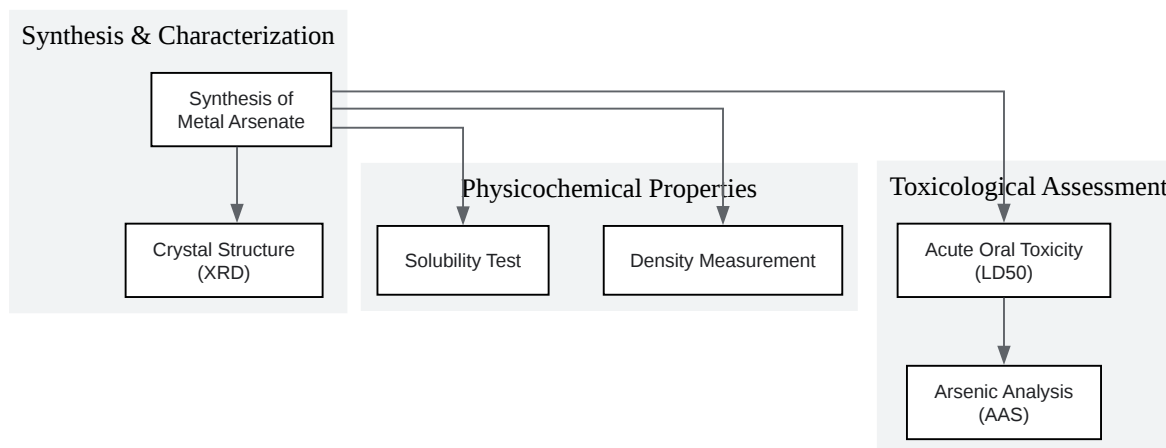 Synthesis & Characterization
Synthesis of
Metal Arsenate
Crystal Structure
(XRD)
Physicochemical Properties
Solubility Test
Density Measurement
Toxicological Assessment
Acute Oral Toxicity
(LD50)
Arsenic Analysis
(AAS)